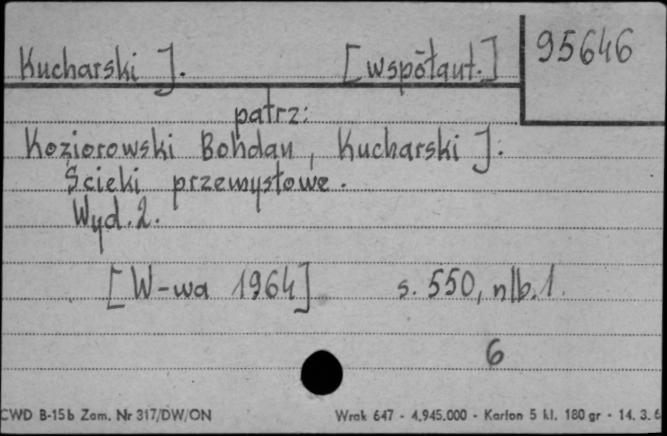 Kucharski J. [współaut.] 95646
patrz:
Koziorowski Bohdan, Kucharski J.:
Ścieki przemysłowe.
Wyd. 2.
[W-wa 1964] s. 550, nlb. 1.
6
CWD B-15b Zam. Nr 317/DW/ON Wrak 647 - 4.945.000 - Karton 5 kl. 180 gr - 14. 3. 6